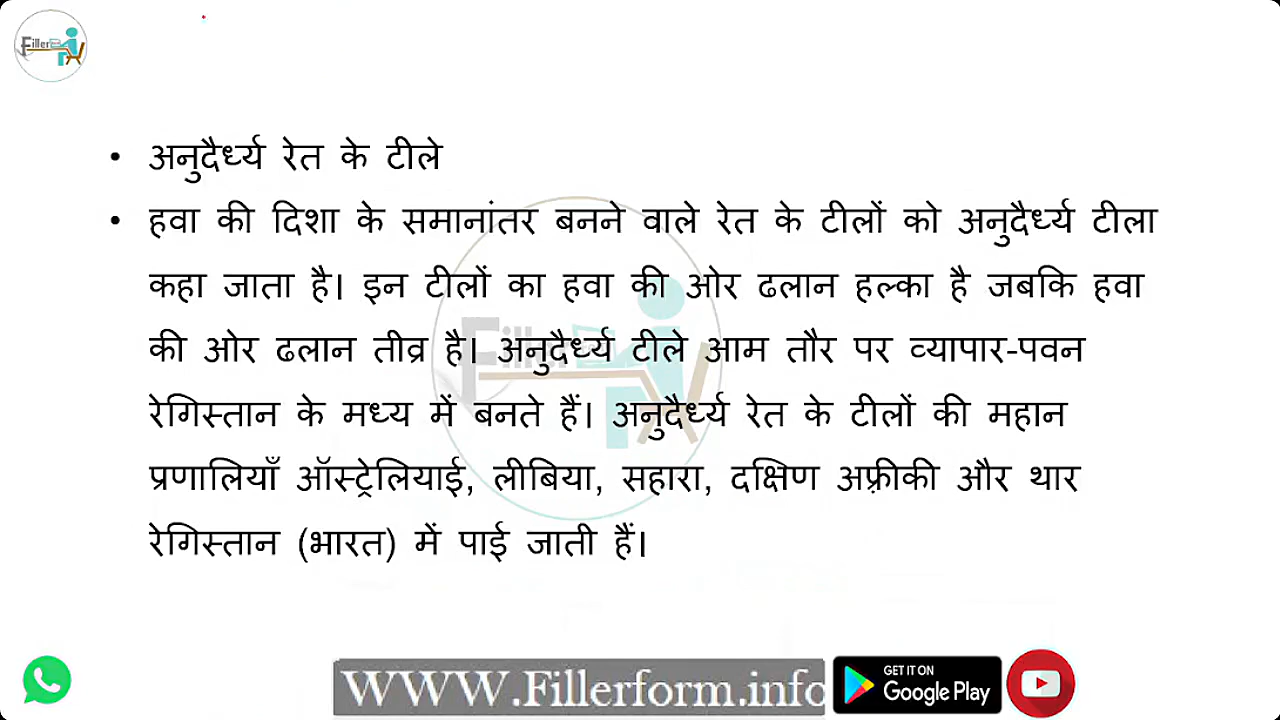 Filler
• अनुदैर्ध्य रेत के टीले
• हवा की दिशा के समानांतर बनने वाले रेत के टीलों को अनुदैर्ध्य टीला
कहा जाता है। इन टीलों का हवा की ओर ढलान हल्का है जबकि हवा
की ओर ढलान तीव्र है। अनुदैर्ध्य टीले आम तौर पर व्यापार-पवन
रेगिस्तान के मध्य में बनते हैं। अनुदैर्ध्य रेत के टीलों की महान
प्रणालियाँ ऑस्ट्रेलियाई, लीबिया, सहारा, दक्षिण अफ़्रीकी और थार
रेगिस्तान (भारत) में पाई जाती हैं।
Filler
WWW.Fillerform.info
GET IT ON
Google Play